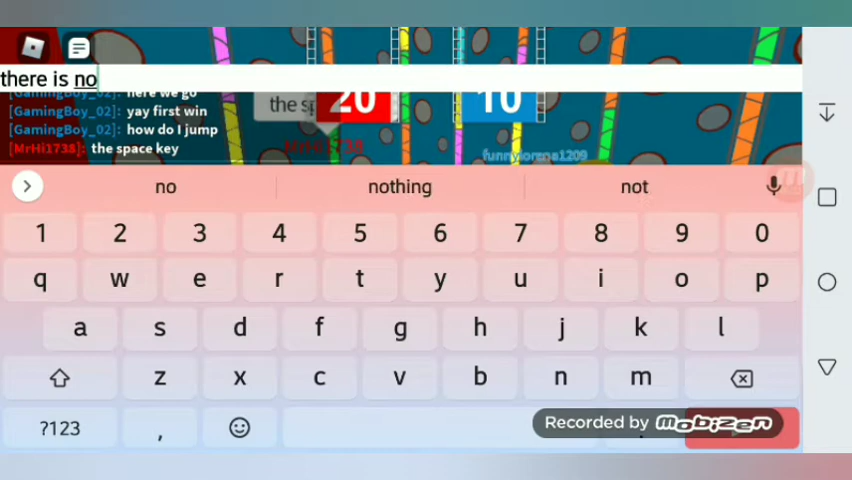 there is no
[GamingBoy_02]: here we go
[GamingBoy_02]: yay first win
[GamingBoy_02]: how do I jump
[MrHi1738]: the space key
the sp
20
10
MrHi1738
funnylorena1209
no nothing not
1 2 3 4 5 6 7 8 9 0
q w e r t y u i o p
a s d f g h j k l
z x c v b n m
?123 , .
Recorded by mobizen